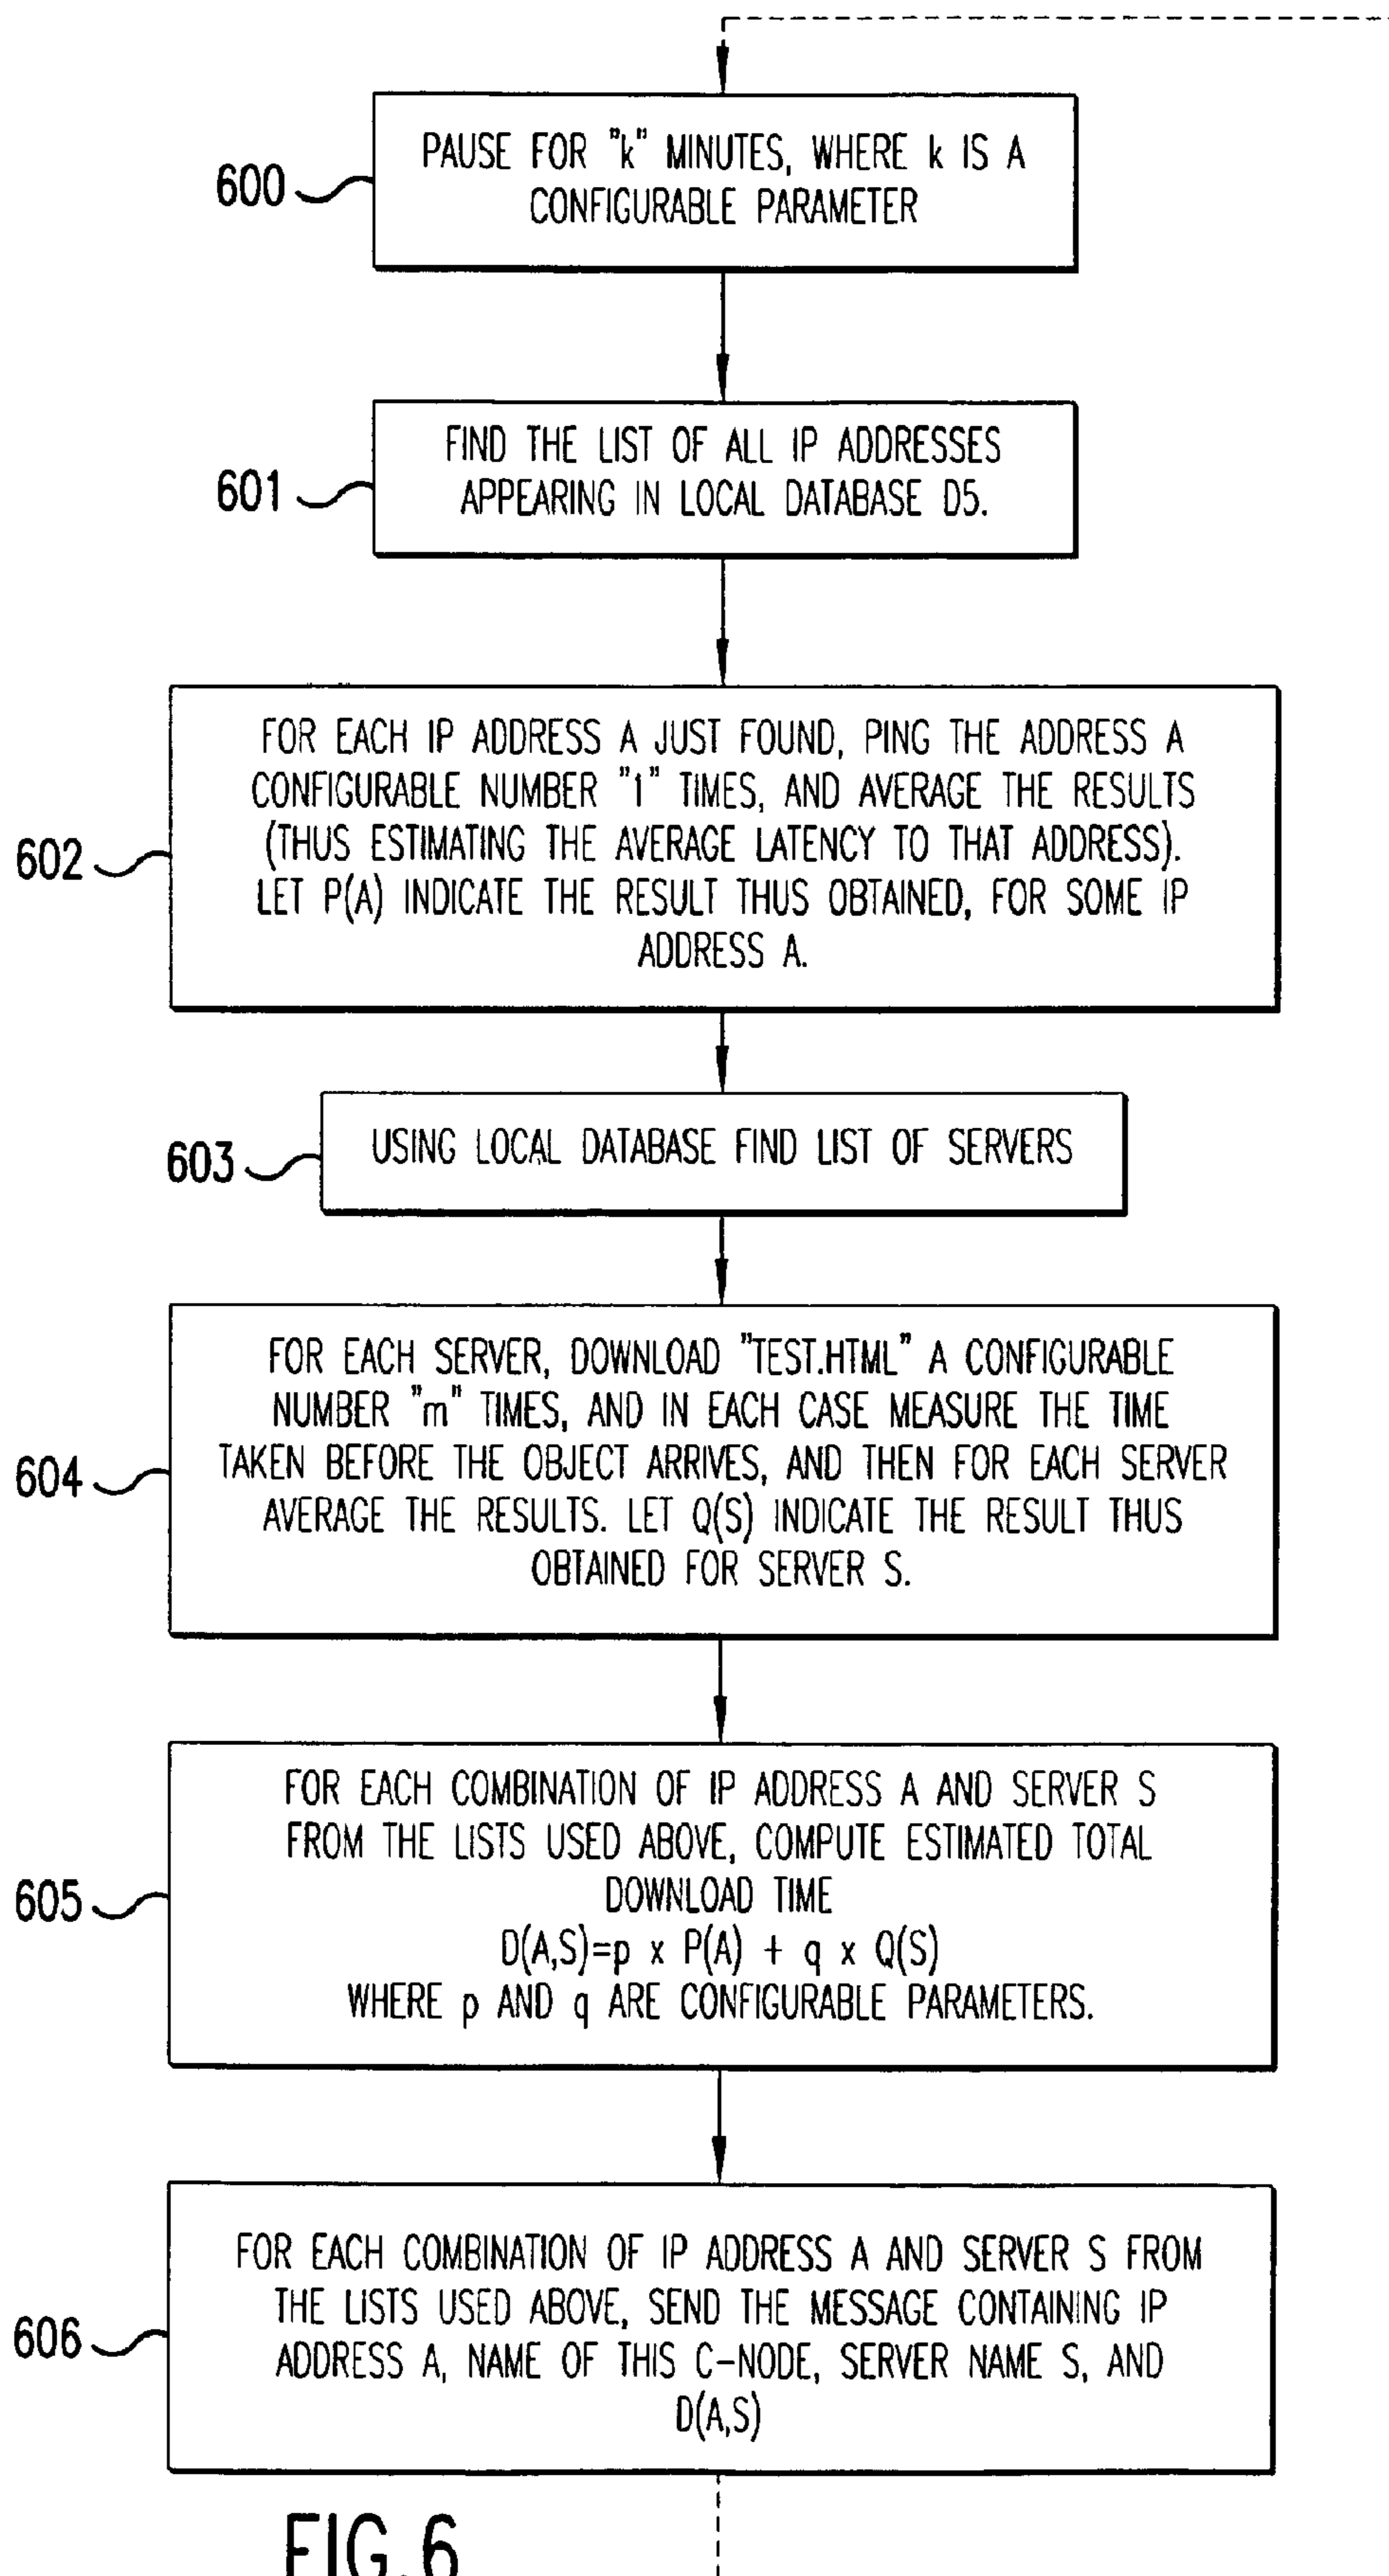 600
PAUSE FOR "k" MINUTES, WHERE k IS A
CONFIGURABLE PARAMETER
601
FIND THE LIST OF ALL IP ADDRESSES
APPEARING IN LOCAL DATABASE D5.
602
FOR EACH IP ADDRESS A JUST FOUND, PING THE ADDRESS A
CONFIGURABLE NUMBER "1" TIMES, AND AVERAGE THE RESULTS
(THUS ESTIMATING THE AVERAGE LATENCY TO THAT ADDRESS).
LET P(A) INDICATE THE RESULT THUS OBTAINED, FOR SOME IP
ADDRESS A.
603
USING LOCAL DATABASE FIND LIST OF SERVERS
604
FOR EACH SERVER, DOWNLOAD "TEST.HTML" A CONFIGURABLE
NUMBER "m" TIMES, AND IN EACH CASE MEASURE THE TIME
TAKEN BEFORE THE OBJECT ARRIVES, AND THEN FOR EACH SERVER
AVERAGE THE RESULTS. LET Q(S) INDICATE THE RESULT THUS
OBTAINED FOR SERVER S.
605
FOR EACH COMBINATION OF IP ADDRESS A AND SERVER S
FROM THE LISTS USED ABOVE, COMPUTE ESTIMATED TOTAL
DOWNLOAD TIME
D(A,S)=p x P(A) + q x Q(S)
WHERE p AND q ARE CONFIGURABLE PARAMETERS.
606
FOR EACH COMBINATION OF IP ADDRESS A AND SERVER S FROM
THE LISTS USED ABOVE, SEND THE MESSAGE CONTAINING IP
ADDRESS A, NAME OF THIS C-NODE, SERVER NAME S, AND
D(A,S)
FIG.6